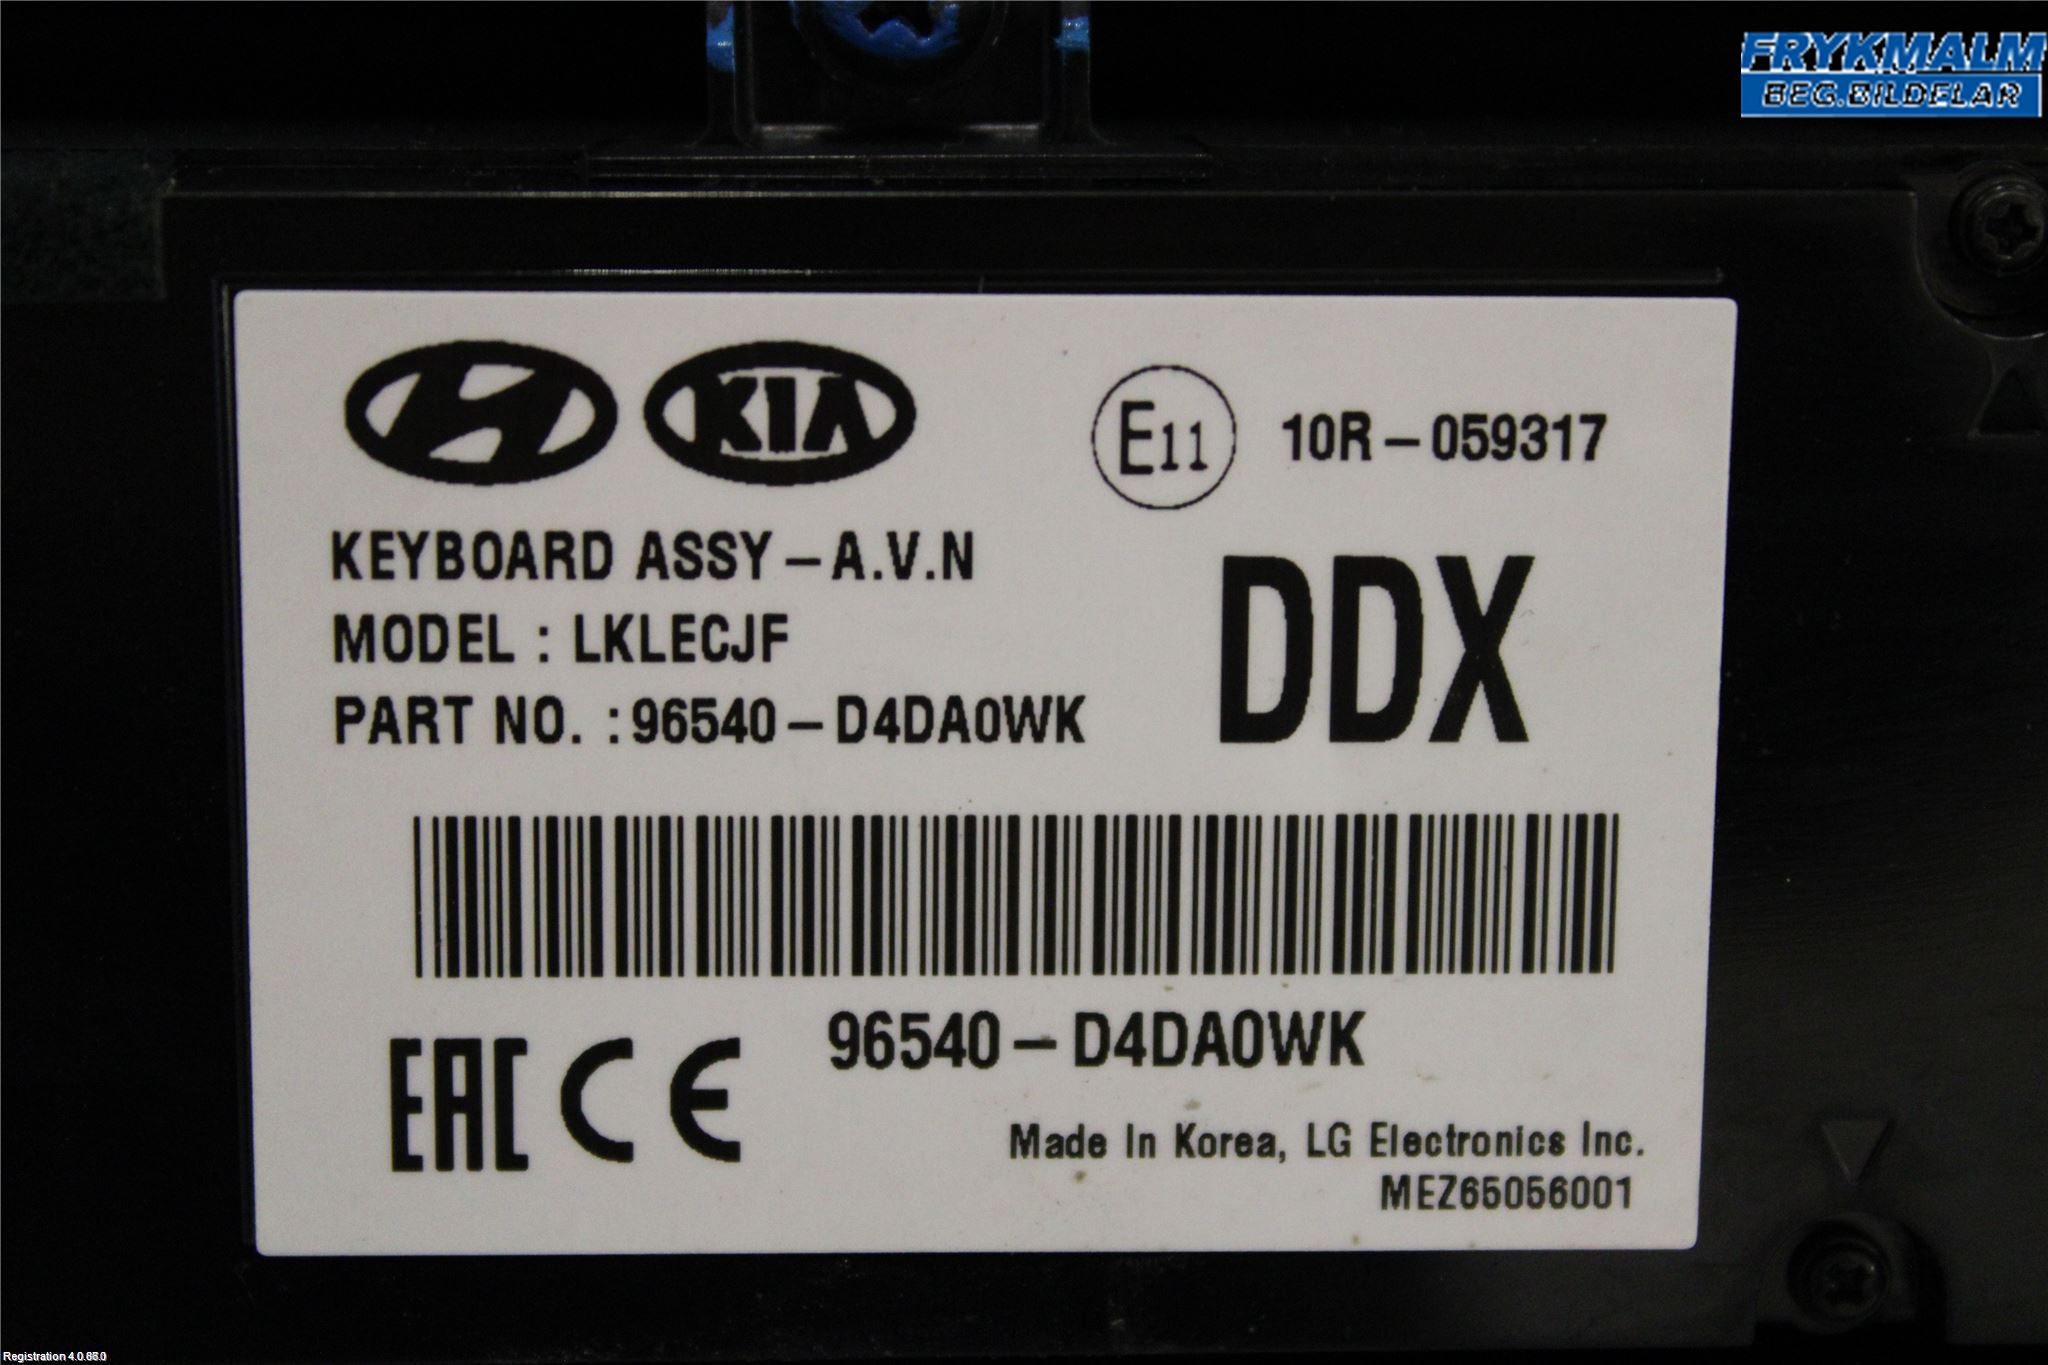 FRYKMALM
BEG.BILDELAR
KIA
E11 10R-059317
KEYBOARD ASSY-A.V.N
MODEL : LKLECJF
PART NO. :96540-D4DA0WK
DDX
96540-D4DA0WK
EAC CE
Made In Korea, LG Electronics Inc.
MEZ65056001
Registration